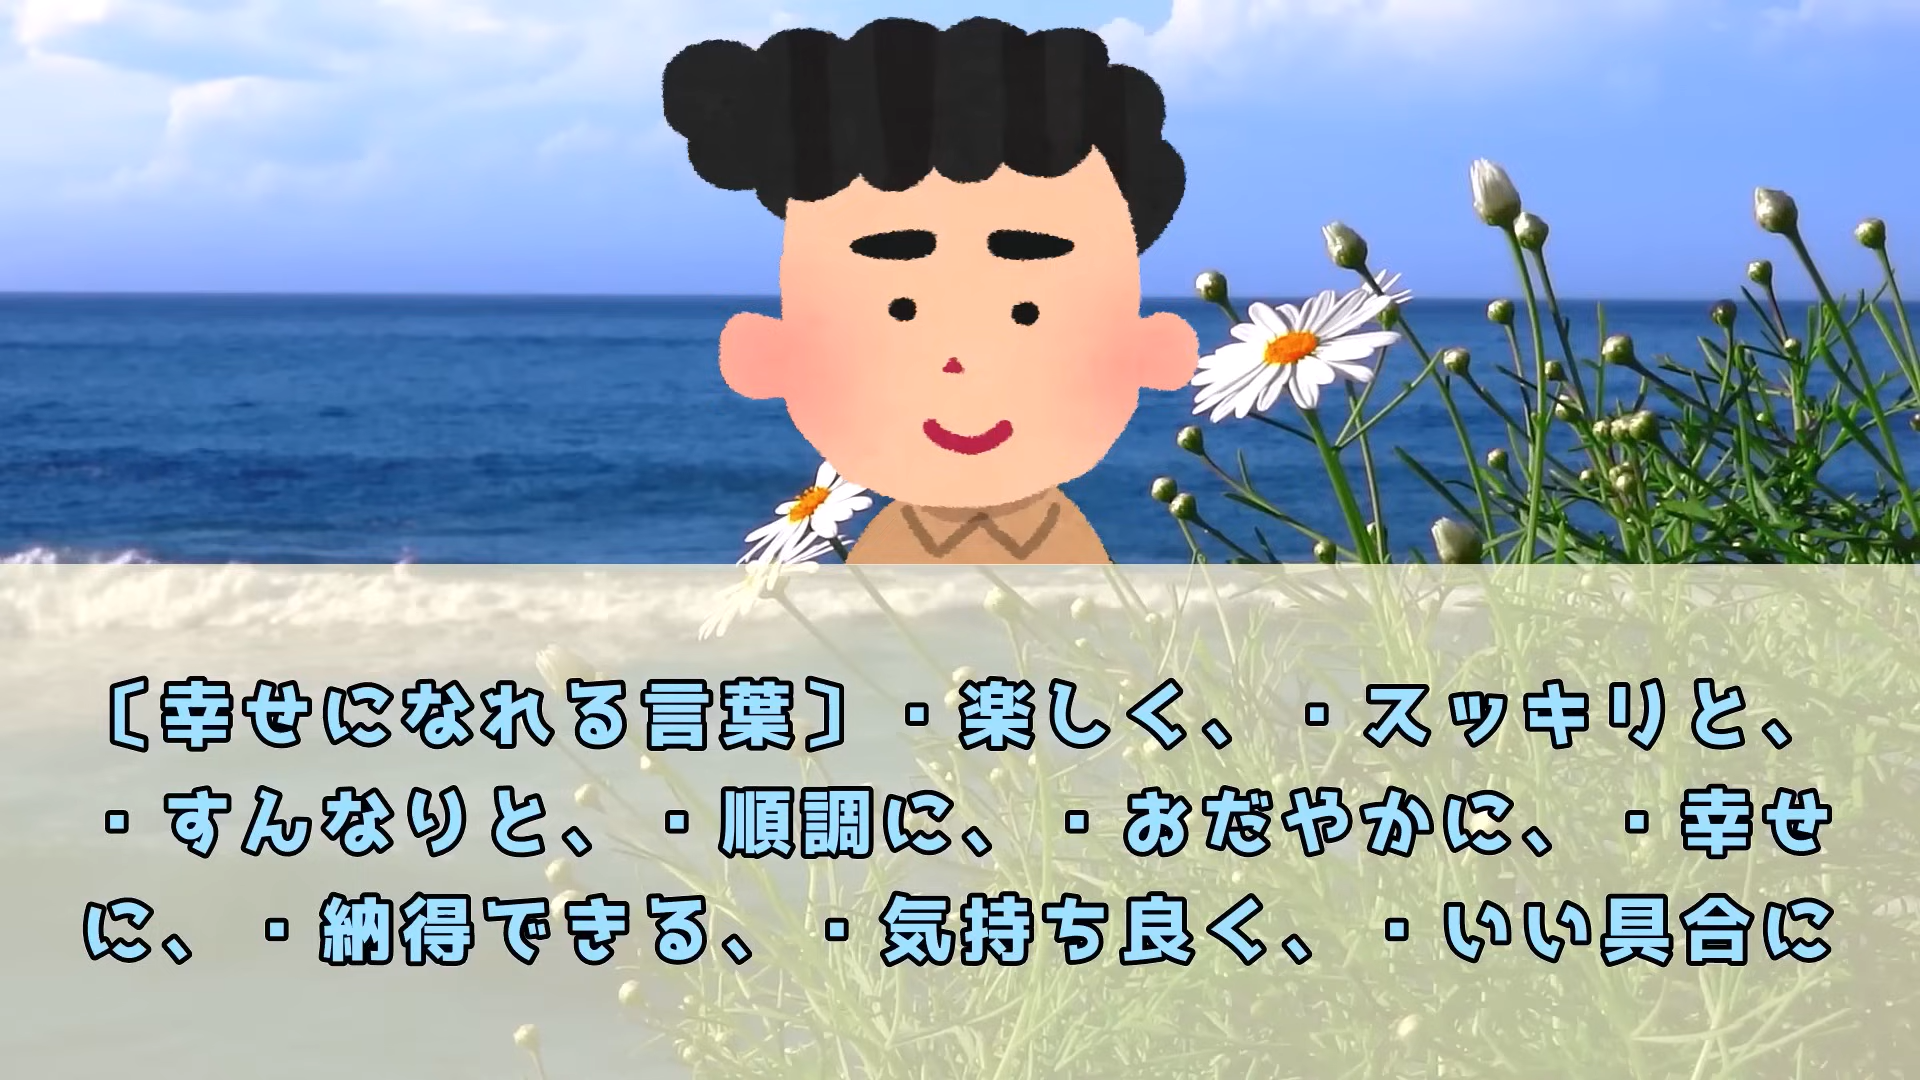 〔幸せになれる言葉〕・楽しく、・スッキリと、
・すんなりと、・順調に、・おだやかに、・幸せ
に、・納得できる、・気持ち良く、・いい具合に